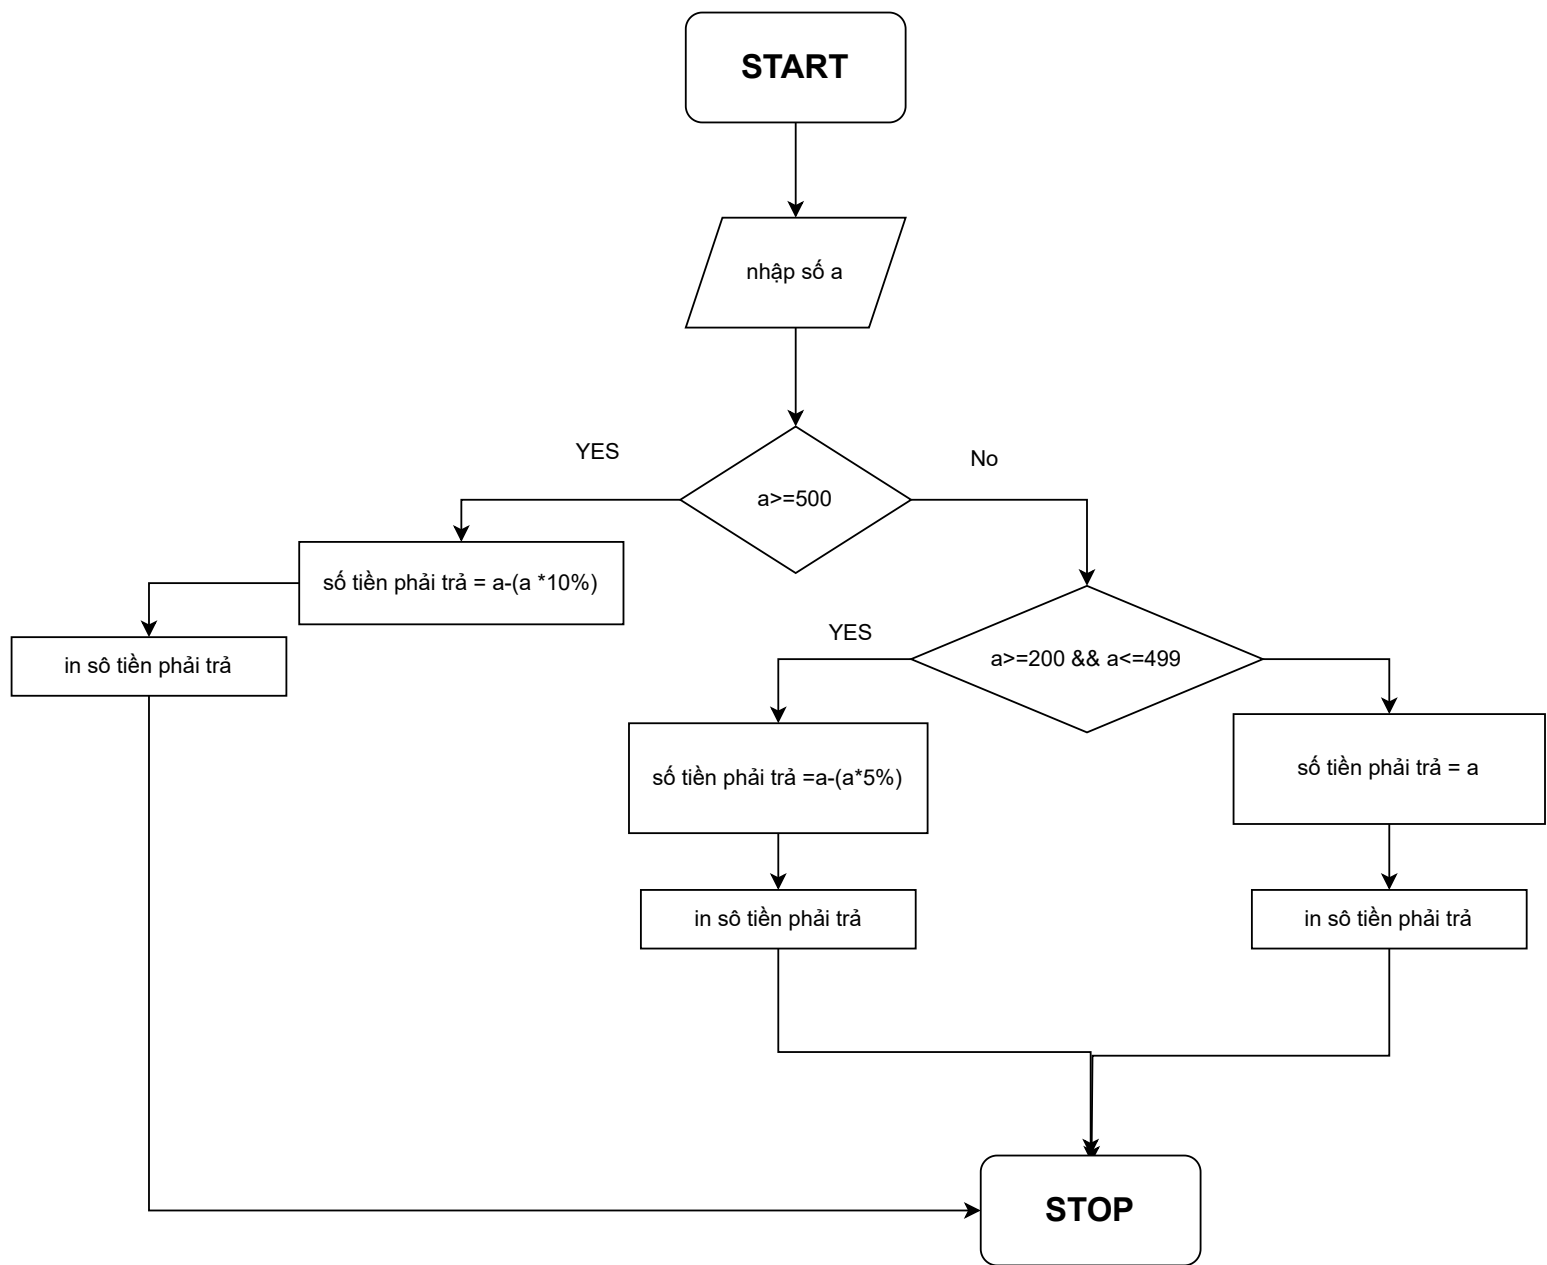 START
nhập số a
YES
No
a>=500
số tiền phải trả = a-(a *10%)
YES
a>=200 && a<=499
in sô tiền phải trả
số tiền phải trả =a-(a*5%)
số tiền phải trả = a
in sô tiền phải trả
in sô tiền phải trả
STOP